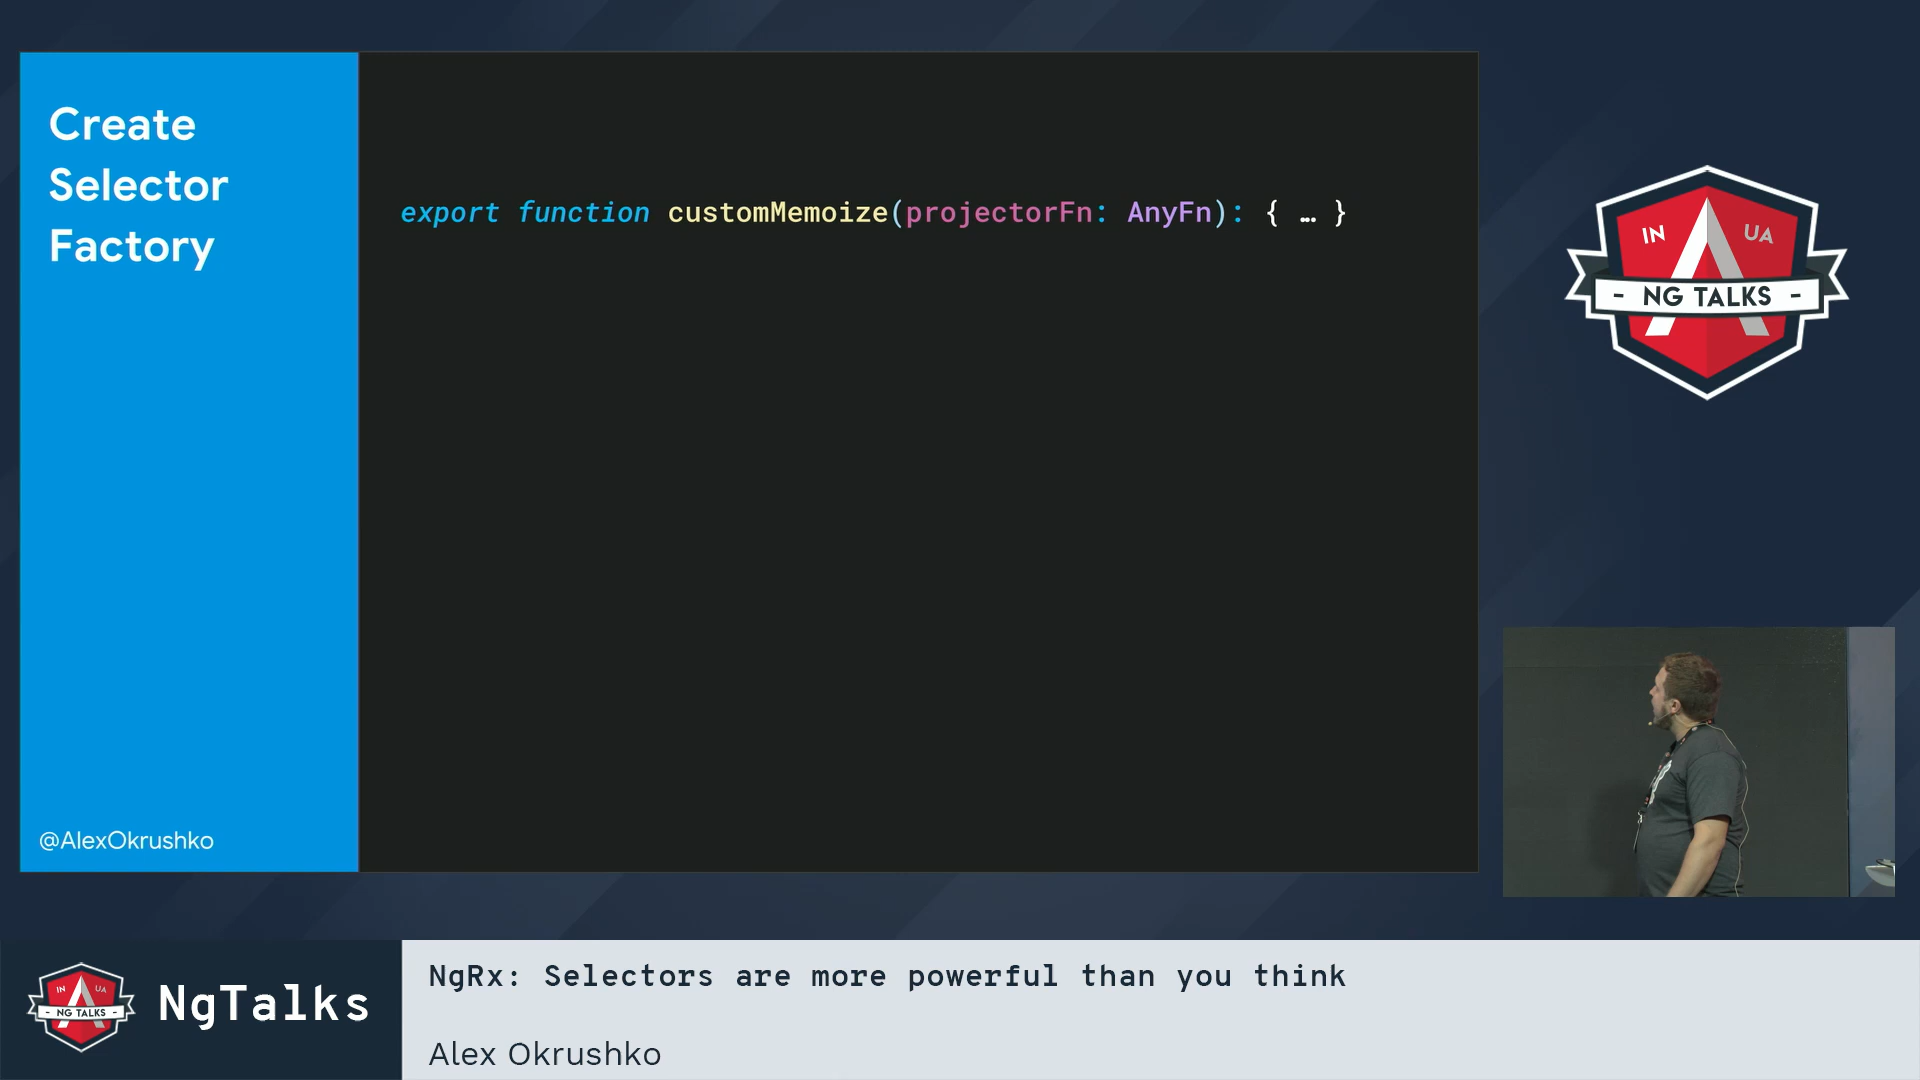 Create
Selector
Factory
export function customMemoize(projectorFn: AnyFn): { … }
@AlexOkrushko
IN UA
- NG TALKS -
IN UA
- NG TALKS -
NgTalks
NgRx: Selectors are more powerful than you think
Alex Okrushko